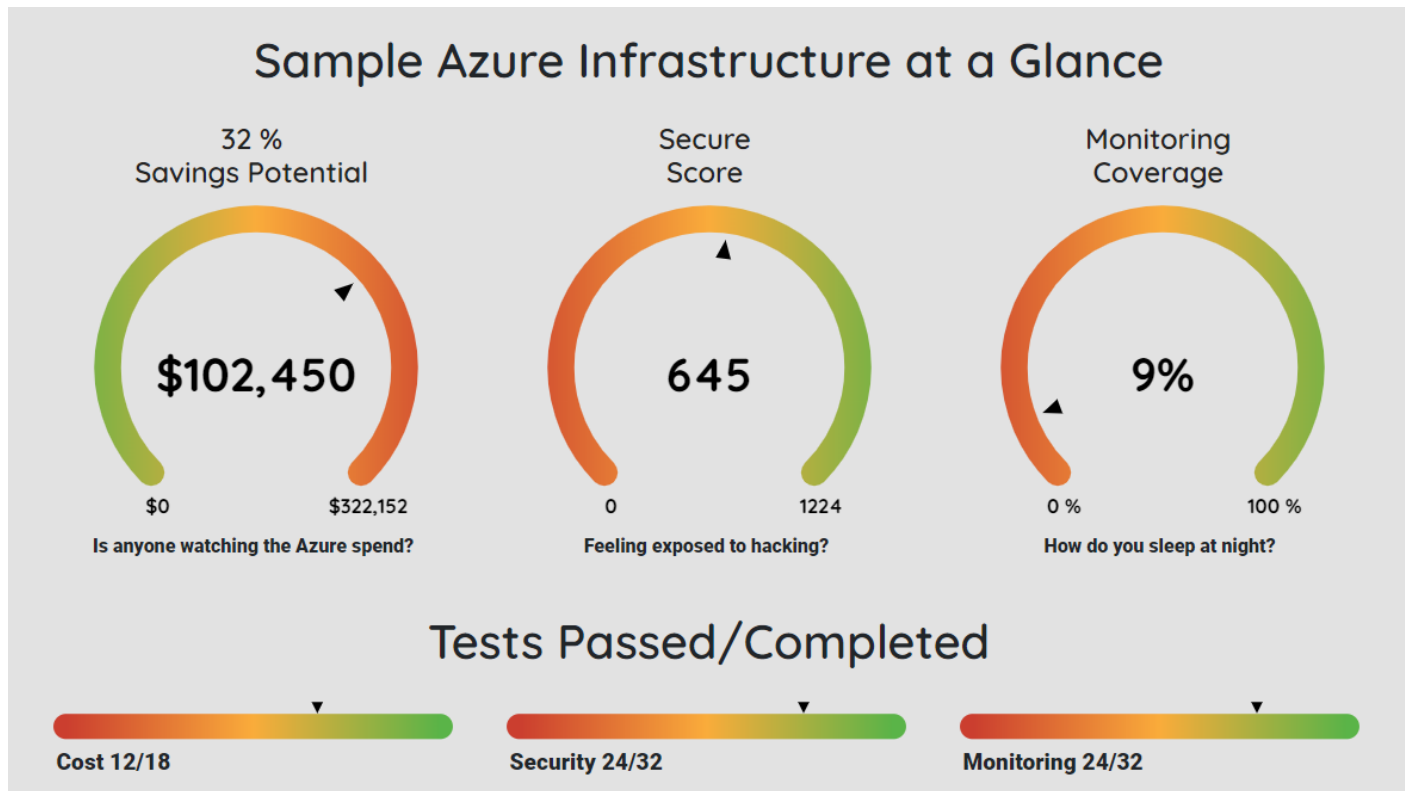 Sample Azure Infrastructure at a Glance
32 %
Savings Potential
$102,450
$0
$322,152
Is anyone watching the Azure spend?
Secure
Score
645
0
1224
Feeling exposed to hacking?
Monitoring
Coverage
9%
0 %
100 %
How do you sleep at night?
Tests Passed/Completed
Cost 12/18
Security 24/32
Monitoring 24/32